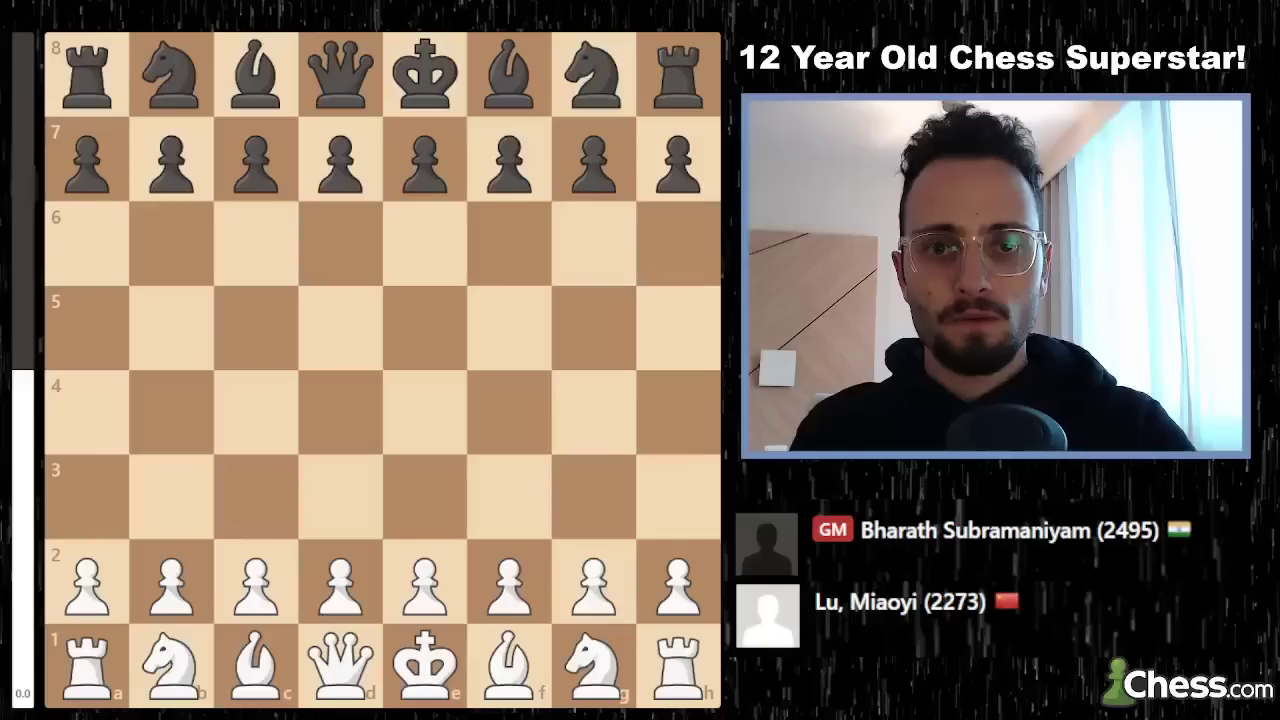 12 Year Old Chess Superstar!
8
7
6
5
4
3
2
1
a b c d e f g h
0.0
GM Bharath Subramaniyam (2495)
Lu, Miaoyi (2273)
Chess.com